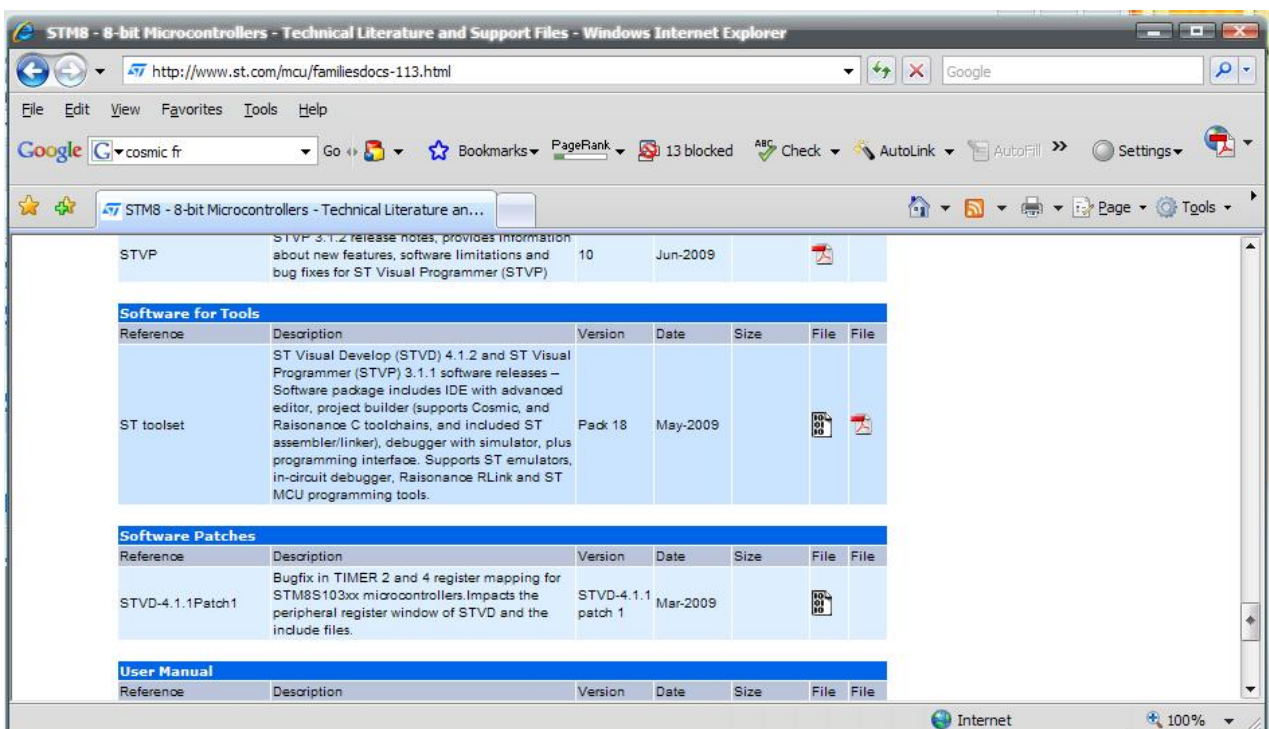 STM8 - 8-bit Microcontrollers - Technical Literature and Support Files - Windows Internet Explorer
http://www.st.com/mcu/familiesdocs-113.html
Google
File Edit View Favorites Tools Help
Google G cosmic fr Go Bookmarks PageRank 13 blocked ABC Check AutoLink AutoFill » Settings
STM8 - 8-bit Microcontrollers - Technical Literature an...
Page Tools
STVP
STVP 3.1.2 release notes, provides information
about new features, software limitations and
bug fixes for ST Visual Programmer (STVP)
10 Jun-2009
Software for Tools
Reference Description Version Date Size File File
ST toolset
ST Visual Develop (STVD) 4.1.2 and ST Visual
Programmer (STVP) 3.1.1 software releases –
Software package includes IDE with advanced
editor, project builder (supports Cosmic, and
Raisonance C toolchains, and included ST
assembler/linker), debugger with simulator, plus
programming interface. Supports ST emulators,
in-circuit debugger, Raisonance RLink and ST
MCU programming tools.
Pack 18 May-2009
Software Patches
Reference Description Version Date Size File File
STVD-4.1.1Patch1
Bugfix in TIMER 2 and 4 register mapping for
STM8S103xx microcontrollers.Impacts the
peripheral register window of STVD and the
include files.
STVD-4.1.1
patch 1
Mar-2009
User Manual
Reference Description Version Date Size File File
Internet 100%